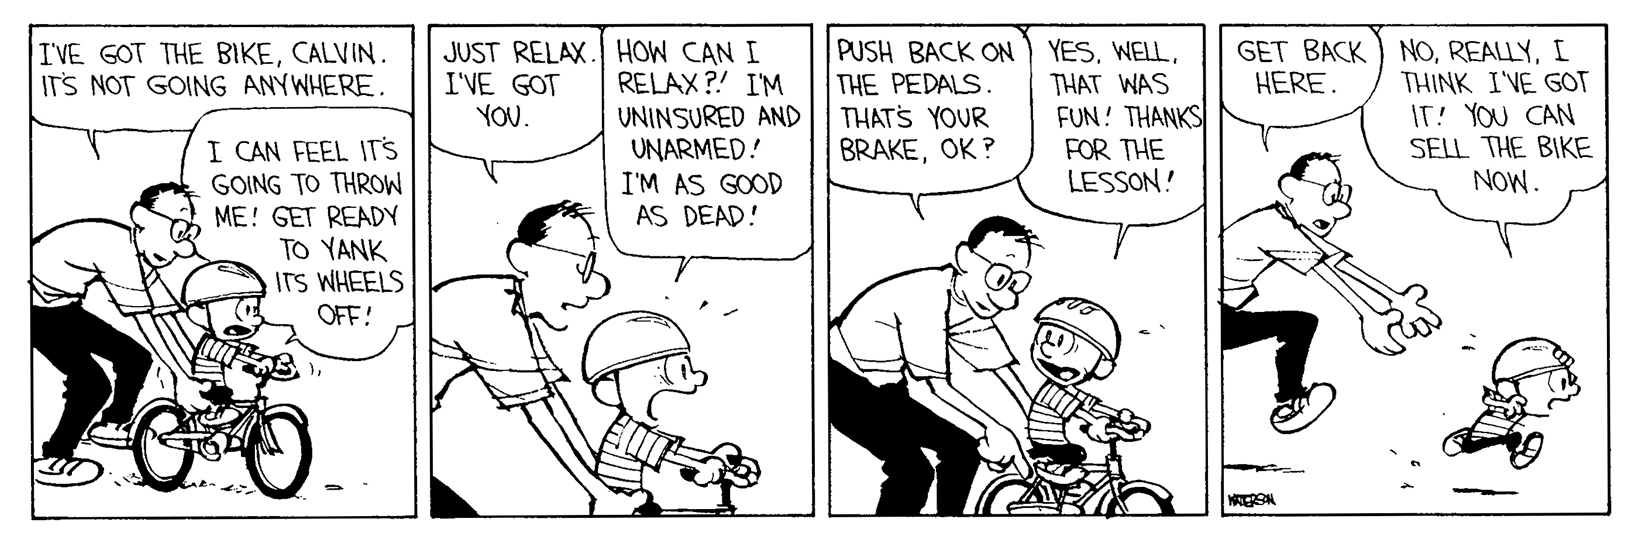 I'VE GOT THE BIKE, CALVIN.
IT'S NOT GOING ANYWHERE.
I CAN FEEL IT'S
GOING TO THROW
ME! GET READY
TO YANK
ITS WHEELS
OFF!
JUST RELAX.
I'VE GOT
YOU.
HOW CAN I
RELAX?! I'M
UNINSURED AND
UNARMED!
I'M AS GOOD
AS DEAD!
PUSH BACK ON
THE PEDALS.
THAT'S YOUR
BRAKE, OK?
YES, WELL,
THAT WAS
FUN! THANKS
FOR THE
LESSON!
GET BACK
HERE.
NO, REALLY, I
THINK I'VE GOT
IT! YOU CAN
SELL THE BIKE
NOW.
WATTERSON